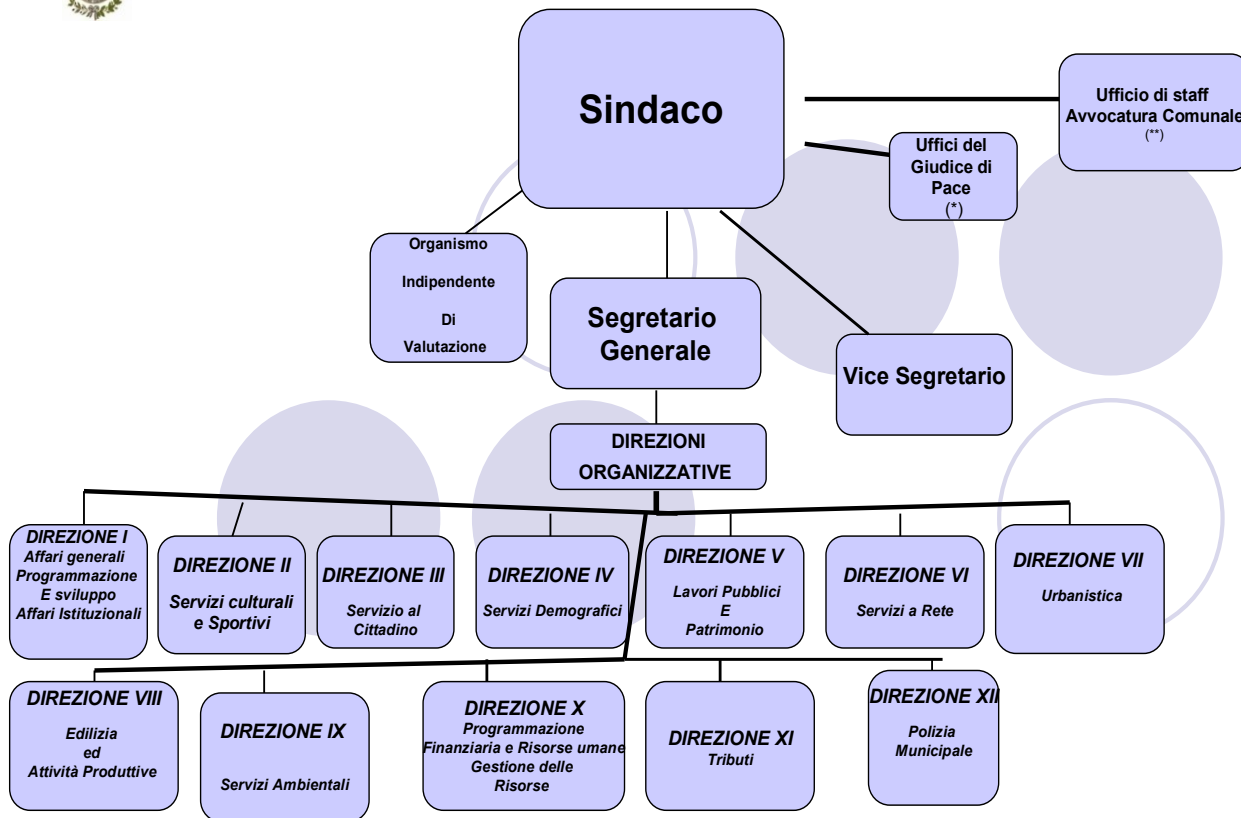 Sindaco
Ufficio di staff
Avvocatura Comunale
(**)
Uffici del
Giudice di
Pace
(*)
Organismo
Indipendente
Di
Valutazione
Segretario
Generale
Vice Segretario
DIREZIONI
ORGANIZZATIVE
DIREZIONE I
Affari generali
Programmazione
E sviluppo
Affari Istituzionali
DIREZIONE II
Servizi culturali
e Sportivi
DIREZIONE III
Servizio al
Cittadino
DIREZIONE IV
Servizi Demografici
DIREZIONE V
Lavori Pubblici
E
Patrimonio
DIREZIONE VI
Servizi a Rete
DIREZIONE VII
Urbanistica
DIREZIONE VIII
Edilizia
ed
Attività Produttive
DIREZIONE IX
Servizi Ambientali
DIREZIONE X
Programmazione
Finanziaria e Risorse umane
Gestione delle
Risorse
DIREZIONE XI
Tributi
DIREZIONE XII
Polizia
Municipale